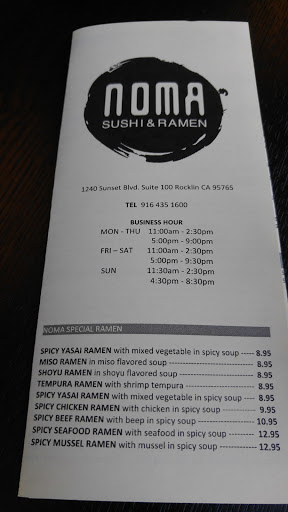 NOMA
SUSHI & RAMEN
1240 Sunset Blvd. Suite 100 Rocklin CA 95765
TEL 916 435 1600
BUSINESS HOUR
MON - THU 11:00am - 2:30pm
5:00pm - 9:00pm
FRI – SAT 11:00am - 2:30pm
5:00pm - 9:30pm
SUN 11:30am - 2:30pm
4:30pm - 8:30pm
NOMA SPECIAL RAMEN
SPICY YASAI RAMEN with mixed vegetable in spicy soup ---- 8.95
MISO RAMEN in miso flavored soup ------------------------- 8.95
SHOYU RAMEN in shoyu flavored soup ---------------------- 8.95
TEMPURA RAMEN with shrimp tempura -------------------- 8.95
SPICY YASAI RAMEN with mixed vegetable in spicy soup ---- 8.95
SPICY CHICKEN RAMEN with chicken in spicy soup --------- 9.95
SPICY BEEF RAMEN with beep in spicy soup --------------- 10.95
SPICY SEAFOOD RAMEN with seafood in spicy soup ------- 12.95
SPICY MUSSEL RAMEN with mussel in spicy soup --------- 12.95